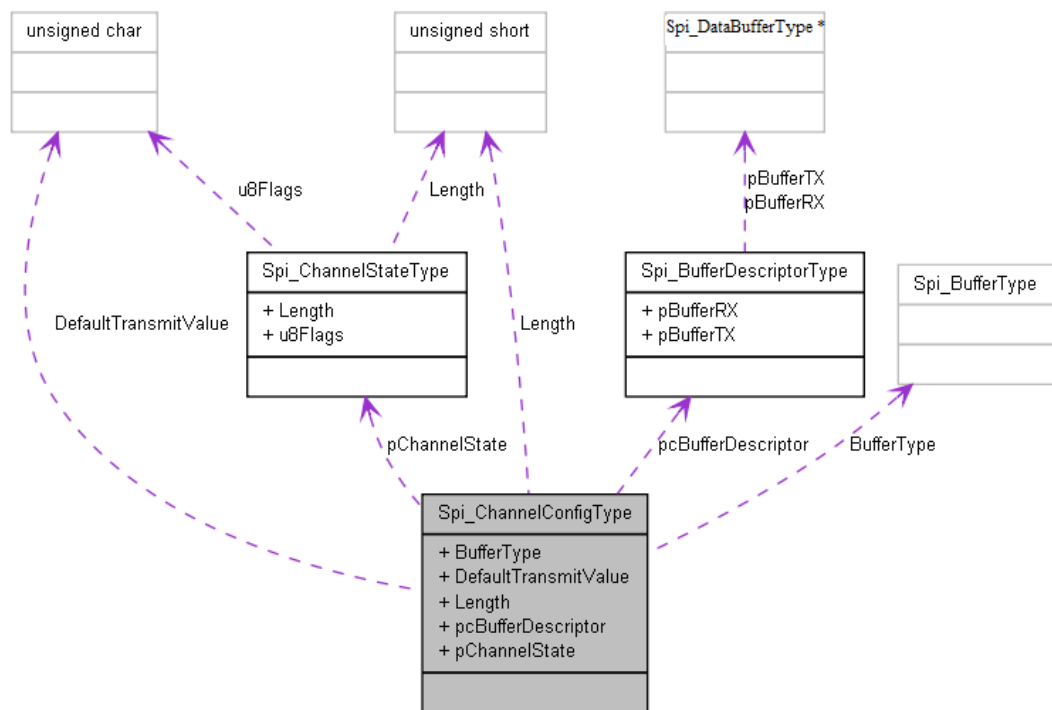 unsigned char
unsigned short
Spi_DataBufferType *
u8Flags
Length
pBufferTX
pBufferRX
Spi_ChannelStateType
+ Length
+ u8Flags
Spi_BufferDescriptorType
+ pBufferRX
+ pBufferTX
Spi_BufferType
DefaultTransmitValue
Length
pChannelState
pcBufferDescriptor
BufferType
Spi_ChannelConfigType
+ BufferType
+ DefaultTransmitValue
+ Length
+ pcBufferDescriptor
+ pChannelState